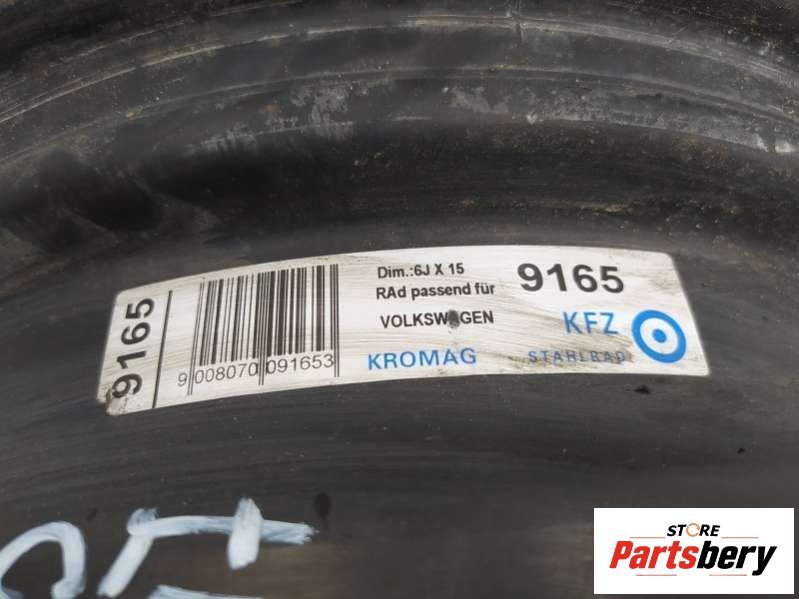 9165
9 008070 091653
Dim.:6J X 15
RAd passend für
VOLKSWAGEN
KROMAG
9165
KFZ
STAHLRAD
STORE
Partsbery